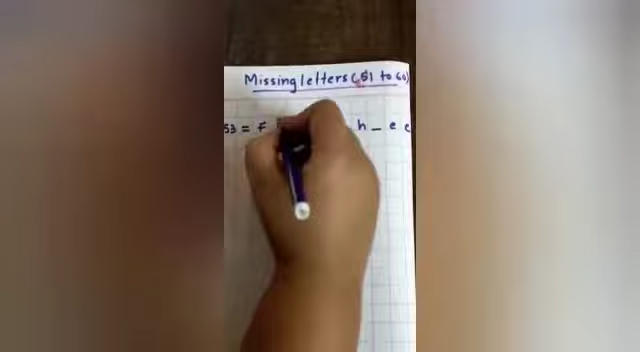 Missing letters (51 to 60)
53 = F h _ e e